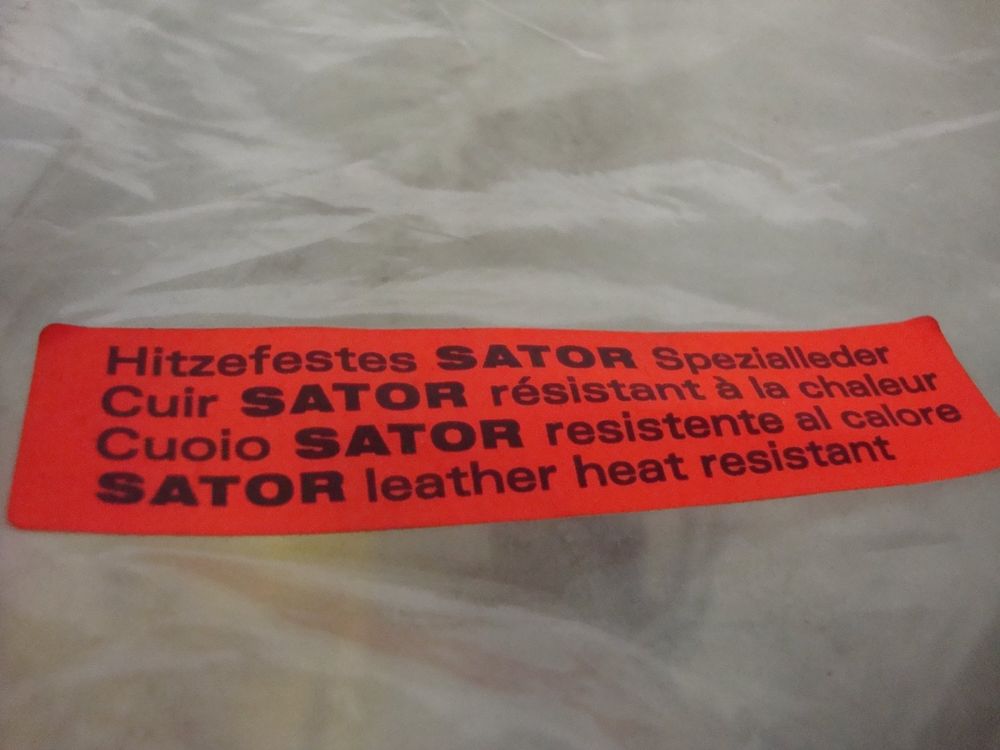 Hitzefestes SATOR Spezialleder
Cuir SATOR résistant à la chaleur
Cuoio SATOR resistente al calore
SATOR leather heat resistant